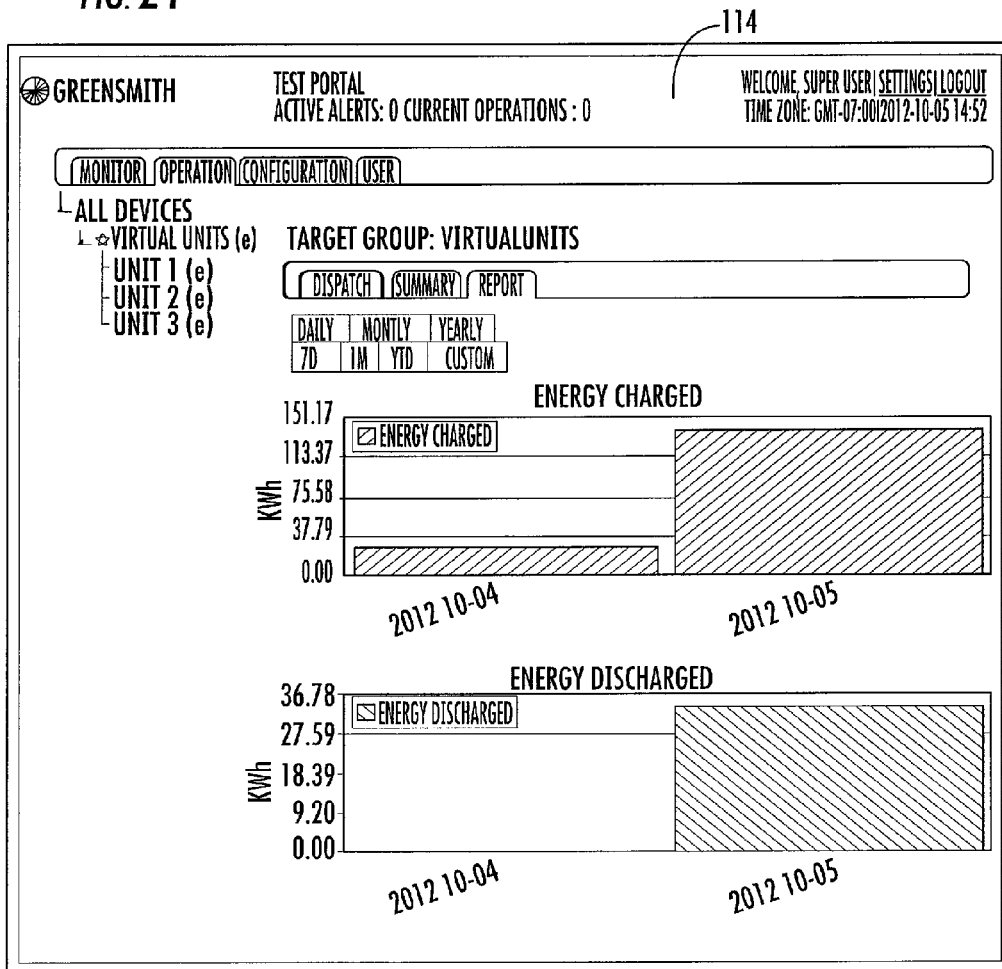 114
GREENSMITH
TEST PORTAL
ACTIVE ALERTS: 0 CURRENT OPERATIONS : 0
WELCOME, SUPER USER| SETTINGS| LOGOUT
TIME ZONE: GMT-07:00|2012-10-05 14:52
MONITOR OPERATION CONFIGURATION USER
ALL DEVICES
VIRTUAL UNITS (e)
UNIT 1 (e)
UNIT 2 (e)
UNIT 3 (e)
TARGET GROUP: VIRTUALUNITS
DISPATCH SUMMARY REPORT
DAILY MONTLY YEARLY
7D 1M YTD CUSTOM
ENERGY CHARGED
151.17
ENERGY CHARGED
113.37
75.58
KWh
37.79
0.00
2012 10-04 2012 10-05
ENERGY DISCHARGED
36.78
ENERGY DISCHARGED
27.59
KWh
18.39
9.20
0.00
2012 10-04 2012 10-05